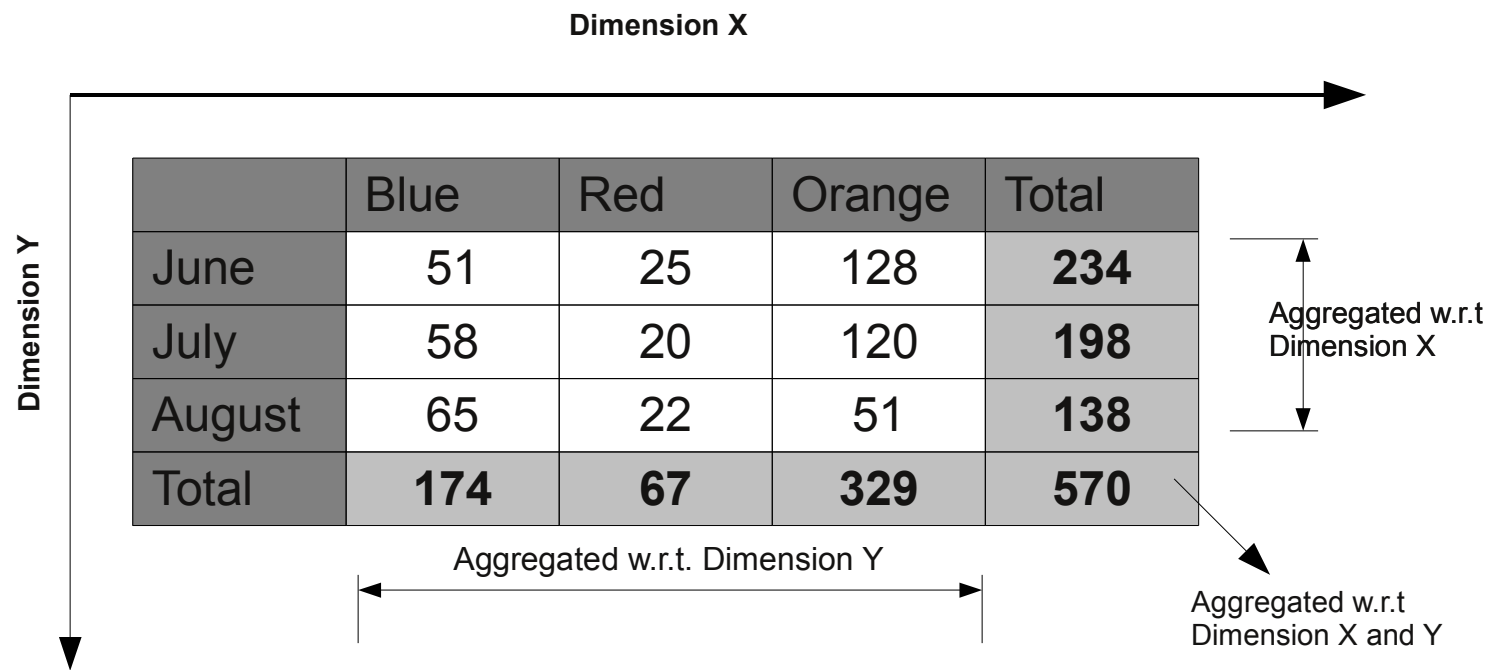 Dimension X
Dimension Y
Blue Red Orange Total
June 51 25 128 234
July 58 20 120 198
August 65 22 51 138
Total 174 67 329 570
Aggregated w.r.t
Dimension X
Aggregated w.r.t. Dimension Y
Aggregated w.r.t
Dimension X and Y